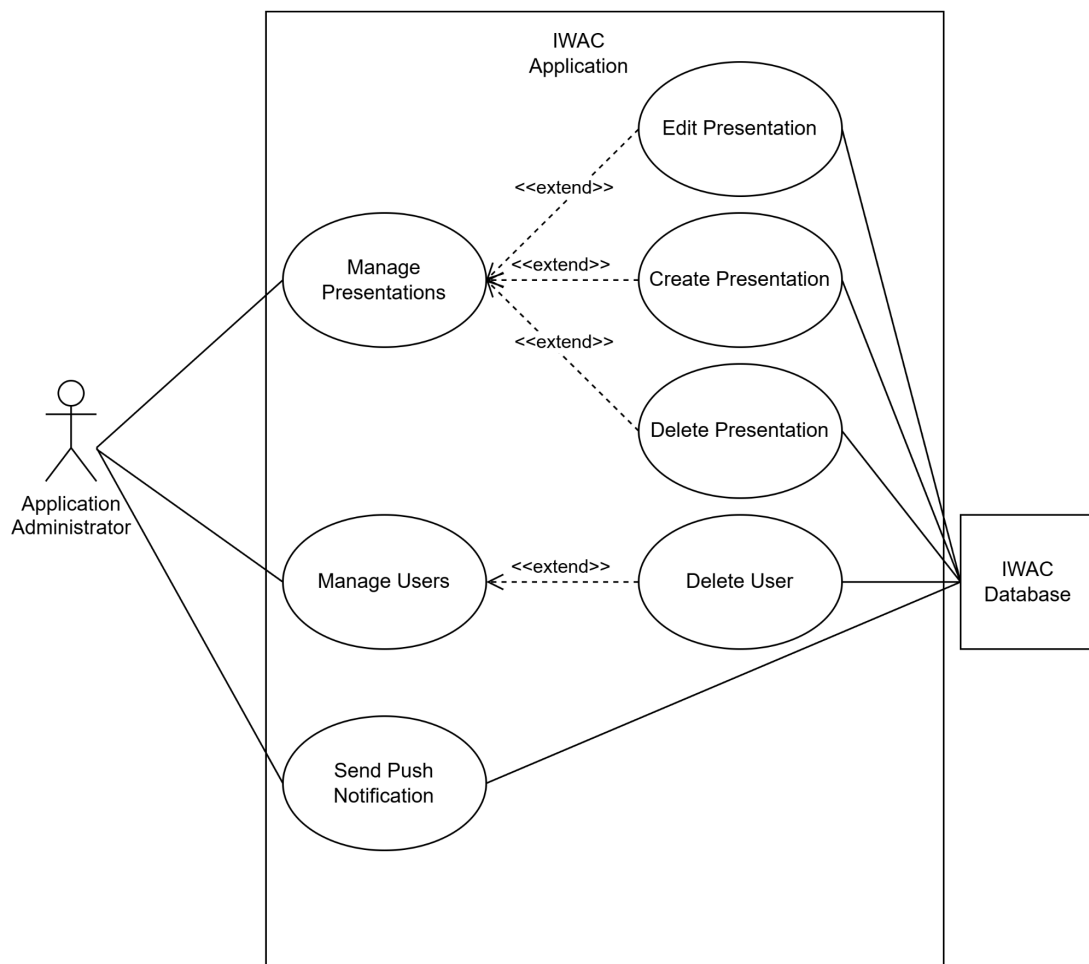 IWAC
Application
Edit Presentation
<<extend>>
Manage
Presentations
<<extend>>
Create Presentation
<<extend>>
Delete Presentation
Application
Administrator
Manage Users
<<extend>>
Delete User
IWAC
Database
Send Push
Notification